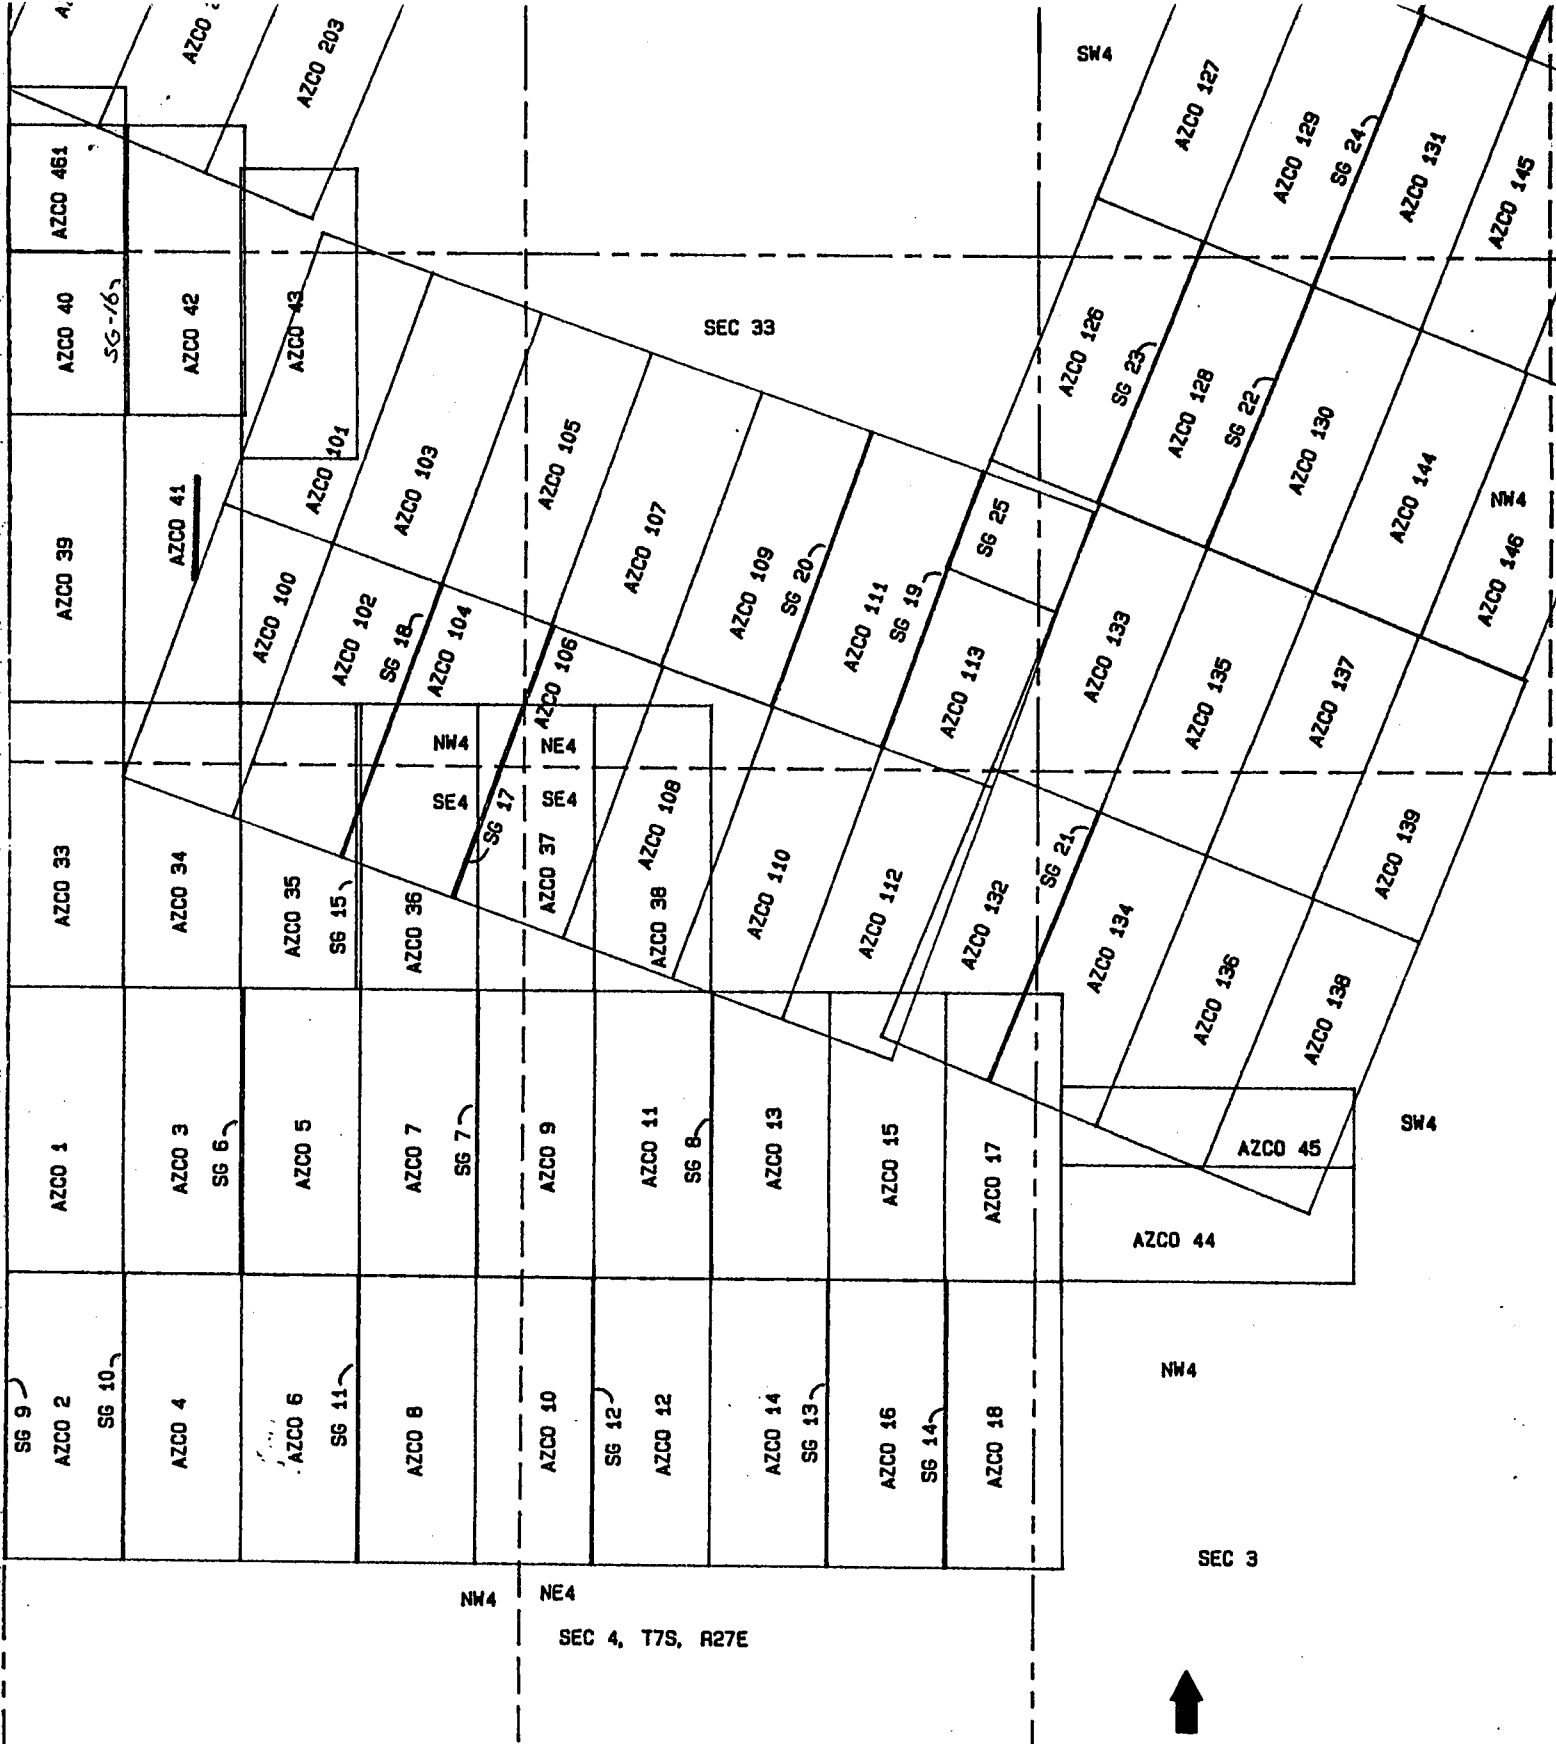 AZCO 203
SW4
AZCO 127
AZCO 129
SG 24
AZCO 131
AZCO 145
AZCO 461
AZCO 40
SG-16
AZCO 42
AZCO 43
SEC 33
AZCO 126
SG 23
AZCO 128
SG 22
AZCO 130
AZCO 144
NW4
AZCO 146
AZCO 39
AZCO 41
AZCO 101
AZCO 103
AZCO 105
AZCO 107
AZCO 109
SG 20
AZCO 111
SG 19
SG 25
AZCO 100
AZCO 102
SG 18
AZCO 104
AZCO 106
AZCO 113
AZCO 133
AZCO 135
AZCO 137
AZCO 139
NW4
NE4
SE4
SG 17
SE4
AZCO 33
AZCO 34
AZCO 35
SG 15
AZCO 36
AZCO 37
AZCO 38
AZCO 108
AZCO 110
AZCO 112
AZCO 132
SG 21
AZCO 134
AZCO 136
AZCO 138
AZCO 1
AZCO 3
SG 6
AZCO 5
AZCO 7
SG 7
AZCO 9
AZCO 11
SG 8
AZCO 13
AZCO 15
AZCO 17
AZCO 45
SW4
AZCO 44
SG 9
AZCO 2
SG 10
AZCO 4
AZCO 6
SG 11
AZCO 8
AZCO 10
SG 12
AZCO 12
AZCO 14
SG 13
AZCO 16
SG 14
AZCO 18
NW4
SEC 3
NW4
NE4
SEC 4, T7S, R27E